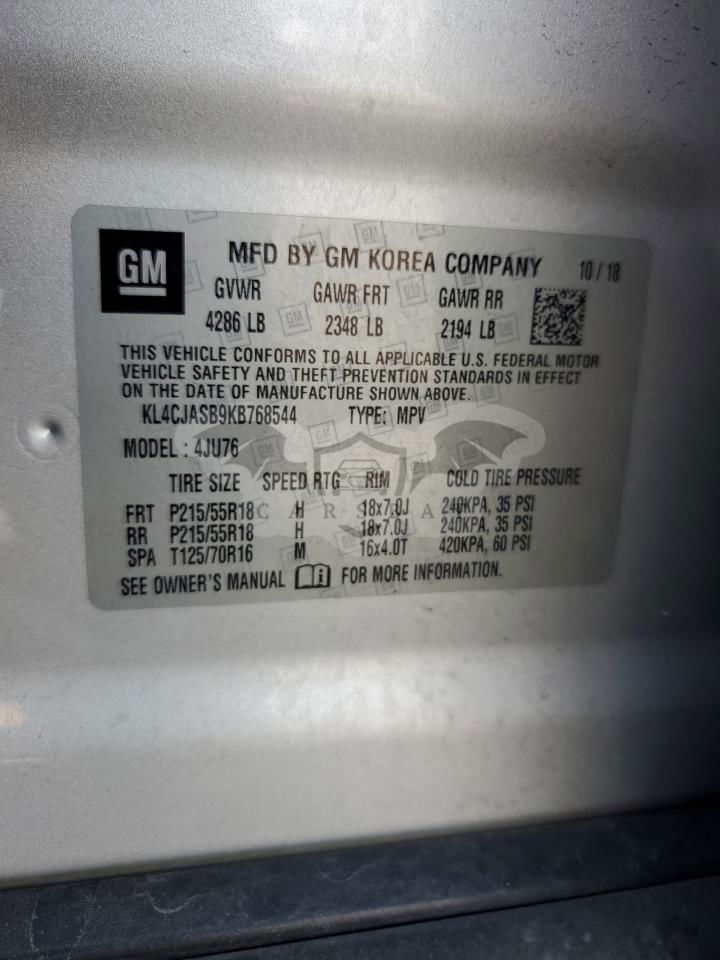 GM MFD BY GM KOREA COMPANY 10 / 18
GVWR GAWR FRT GAWR RR
4286 LB 2348 LB 2194 LB
THIS VEHICLE CONFORMS TO ALL APPLICABLE U.S. FEDERAL MOTOR
VEHICLE SAFETY AND THEFT PREVENTION STANDARDS IN EFFECT
ON THE DATE OF MANUFACTURE SHOWN ABOVE.
KL4CJASB9KB768544 TYPE: MPV
MODEL : 4JU76
TIRE SIZE SPEED RTG RIM COLD TIRE PRESSURE
FRT P215/55R18 H 18x7.0J 240KPA, 35 PSI
RR P215/55R18 H 18x7.0J 240KPA, 35 PSI
SPA T125/70R16 M 16x4.0T 420KPA, 60 PSI
SEE OWNER'S MANUAL FOR MORE INFORMATION.